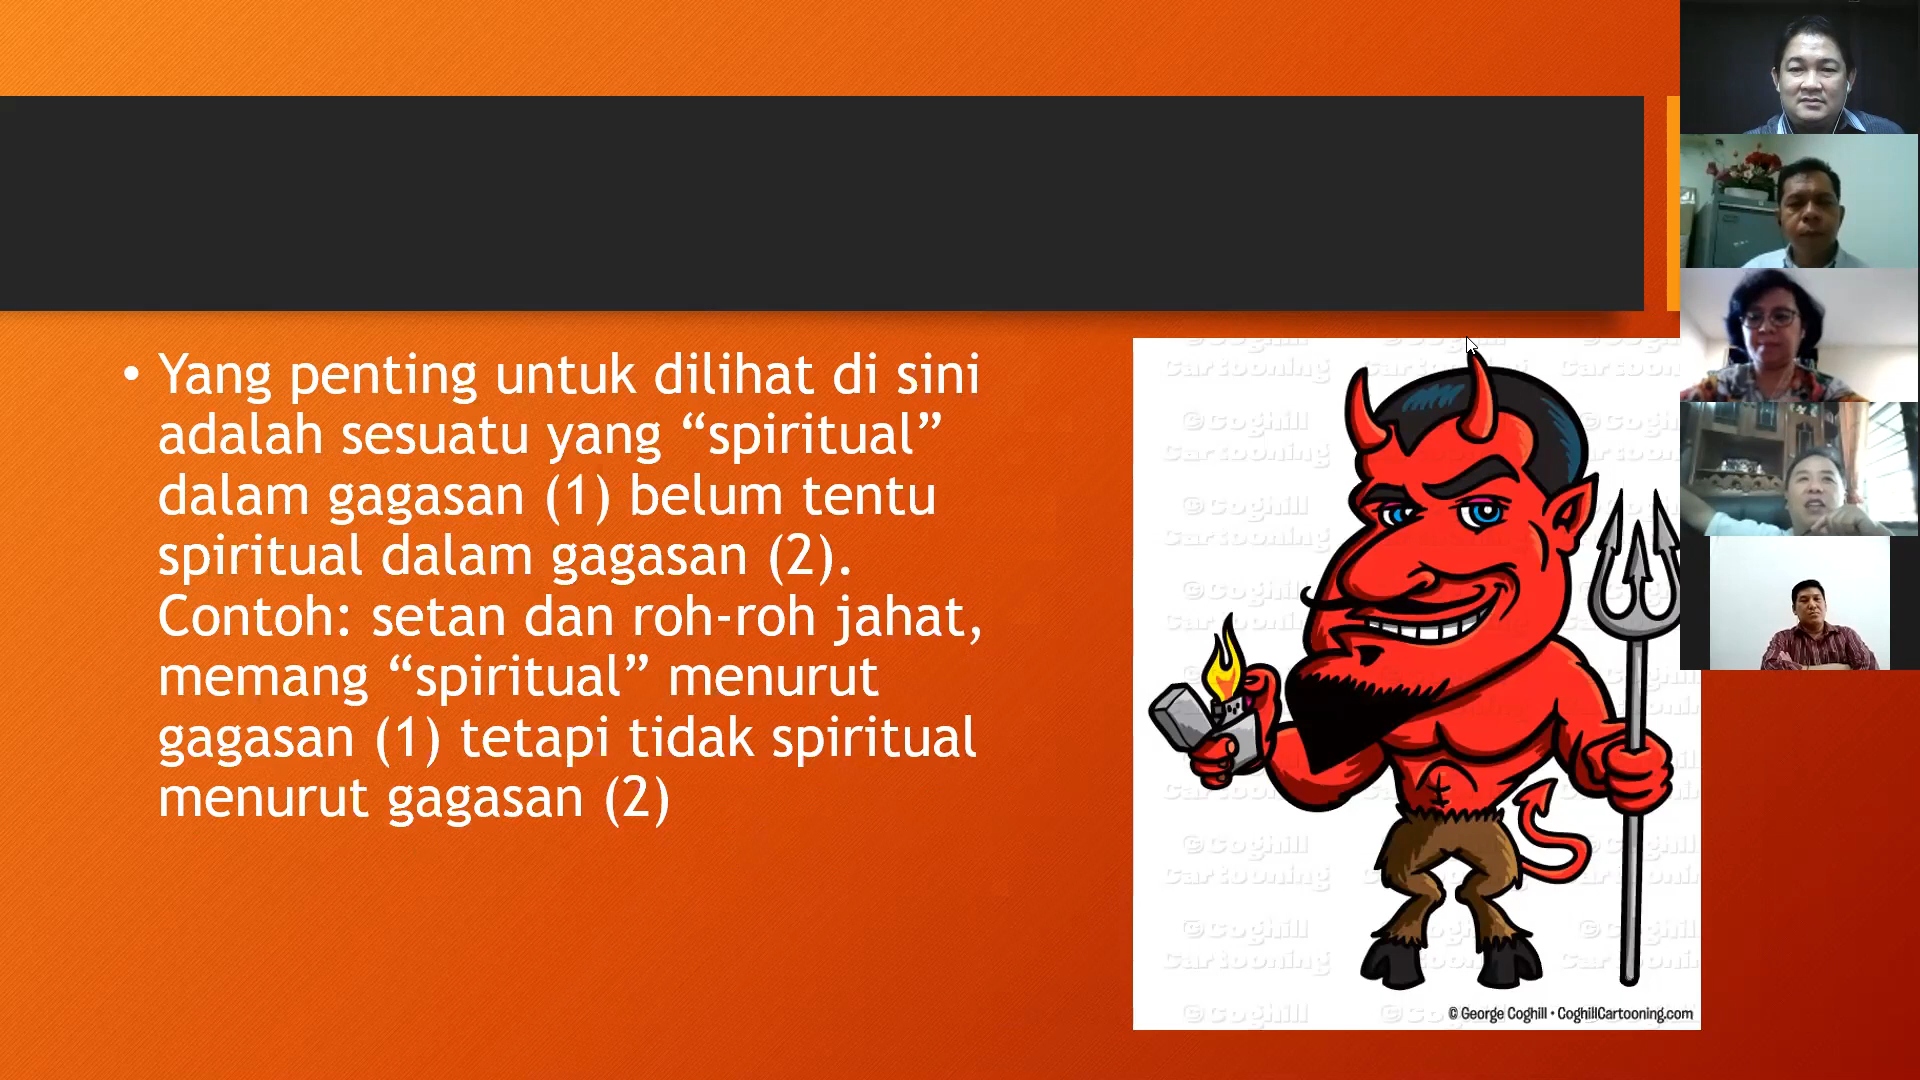 • Yang penting untuk dilihat di sini
adalah sesuatu yang “spiritual”
dalam gagasan (1) belum tentu
spiritual dalam gagasan (2).
Contoh: setan dan roh-roh jahat,
memang “spiritual” menurut
gagasan (1) tetapi tidak spiritual
menurut gagasan (2)
©Coghill
Cartooning
© George Coghill • CoghillCartooning.com